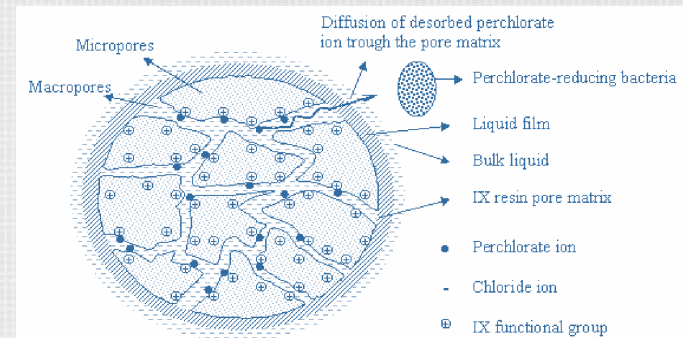 Diffusion of desorbed perchlorate
ion trough the pore matrix
Micropores
Macropores
Perchlorate-reducing bacteria
Liquid film
Bulk liquid
IX resin pore matrix
Perchlorate ion
Chloride ion
IX functional group